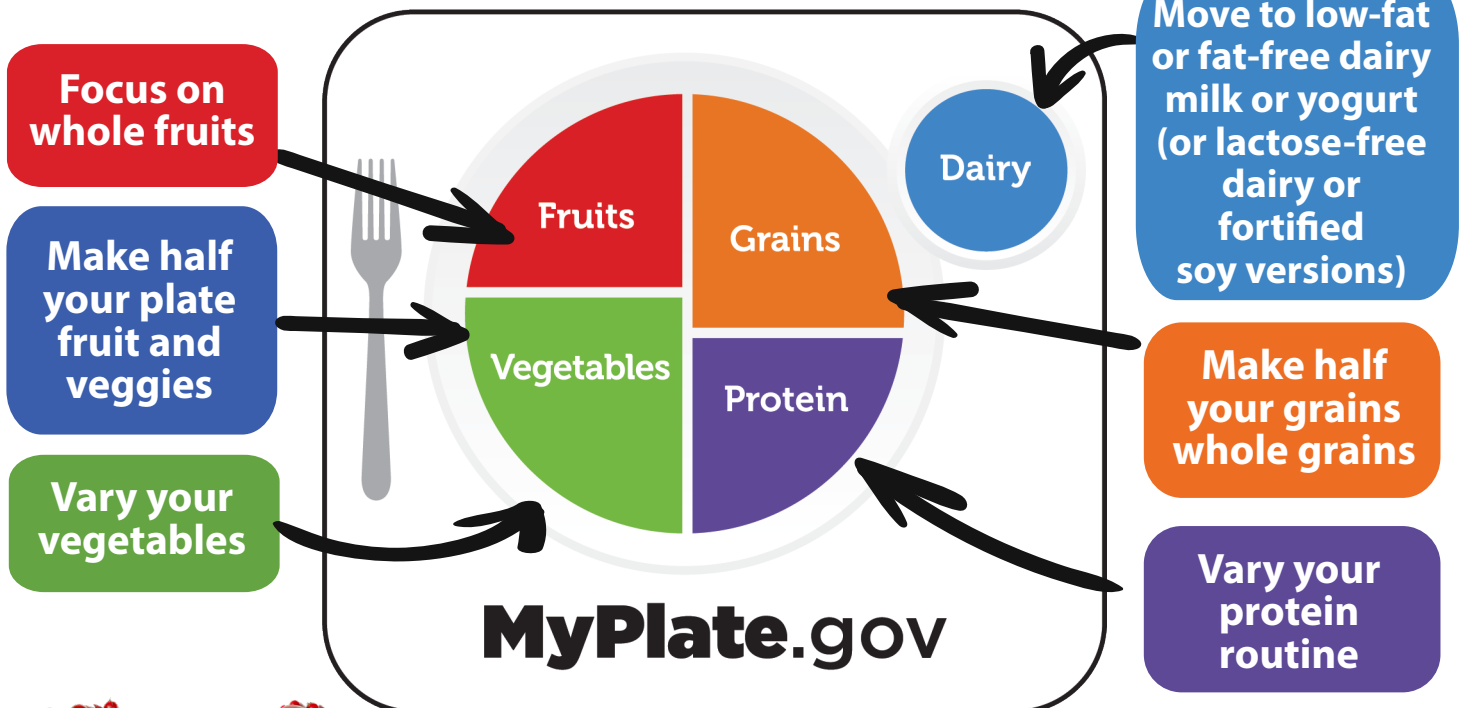 Focus on
whole fruits
Make half
your plate
fruit and
veggies
Vary your
vegetables
Fruits
Grains
Vegetables
Protein
Dairy
MyPlate.gov
Move to low-fat
or fat-free dairy
milk or yogurt
(or lactose-free
dairy or
fortified
soy versions)
Make half
your grains
whole grains
Vary your
protein
routine